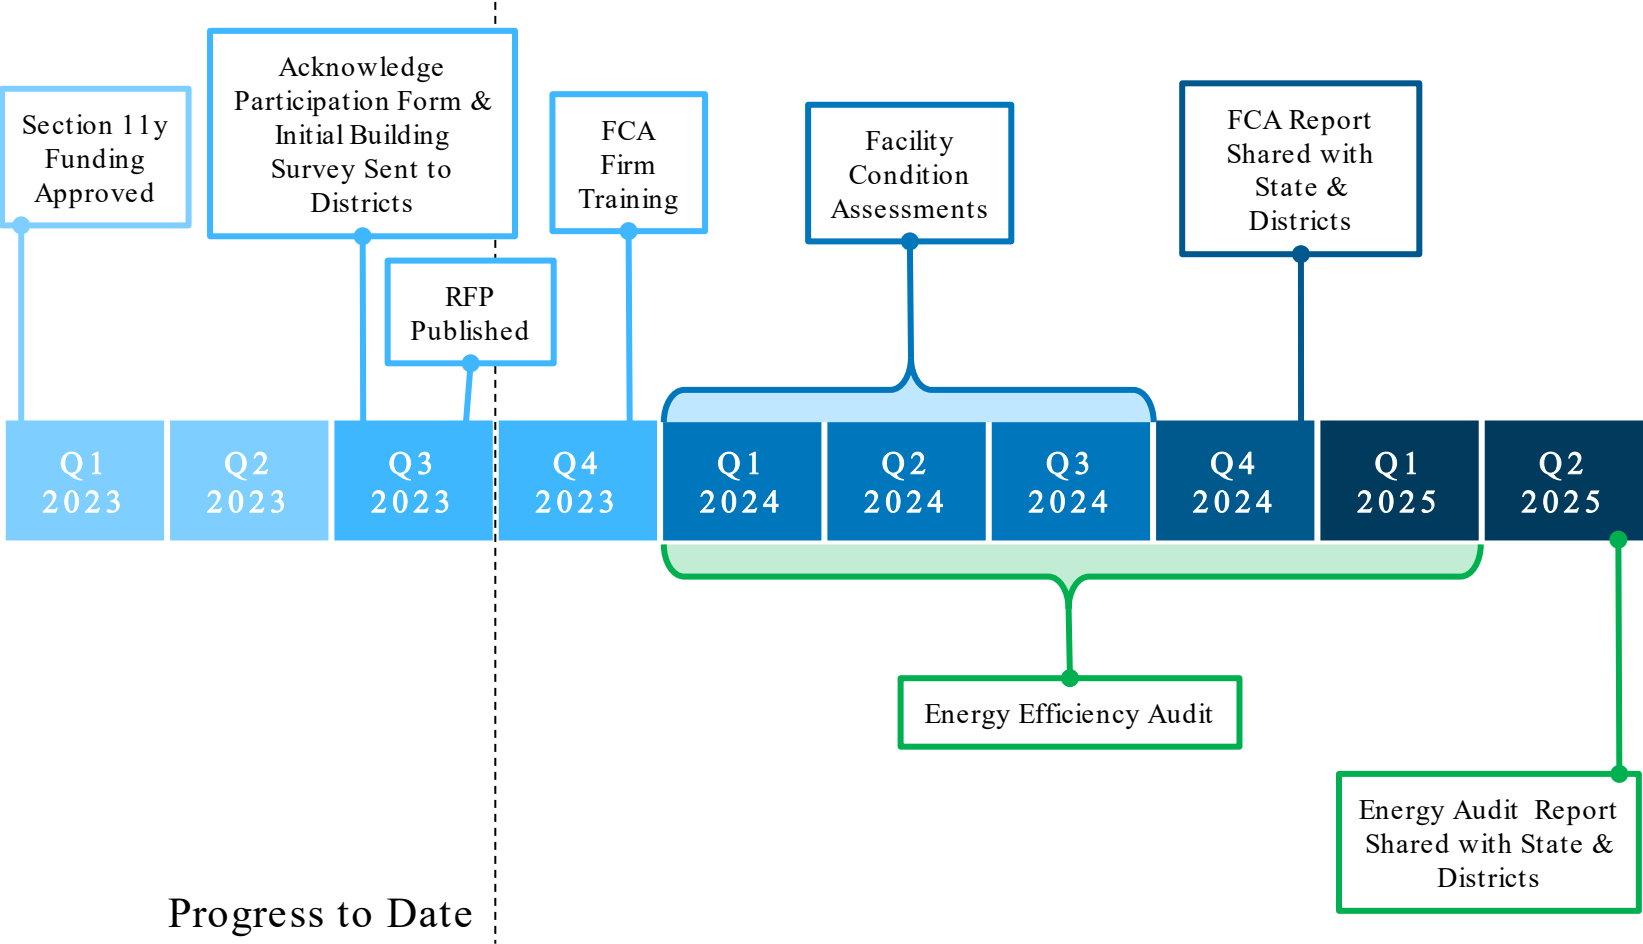 Section 11y
Funding
Approved
Acknowledge
Participation Form &
Initial Building
Survey Sent to
Districts
RFP
Published
FCA
Firm
Training
Facility
Condition
Assessments
FCA Report
Shared with
State &
Districts
Q1
2023
Q2
2023
Q3
2023
Q4
2023
Q1
2024
Q2
2024
Q3
2024
Q4
2024
Q1
2025
Q2
2025
Energy Efficiency Audit
Energy Audit Report
Shared with State &
Districts
Progress to Date